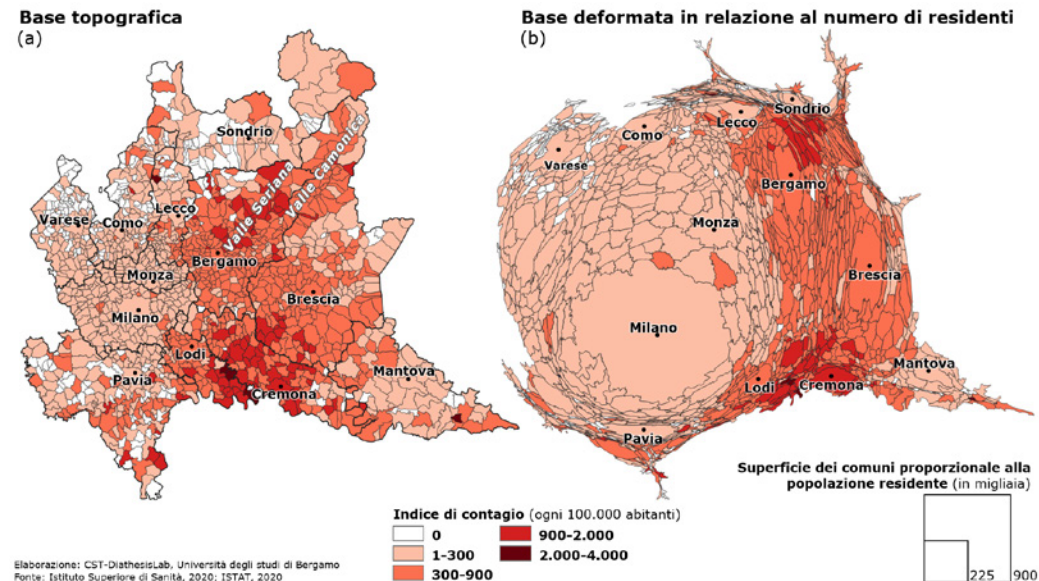 Base topografica
(a)
Sondrio
Valle Camonica
Valle Seriana
Lecco
Varese
Como
Bergamo
Monza
Brescia
Milano
Lodi
Pavia
Cremona
Mantova
Base deformata in relazione al numero di residenti
(b)
Sondrio
Lecco
Como
Varese
Bergamo
Monza
Brescia
Milano
Mantova
Lodi
Cremona
Pavia
Superficie dei comuni proporzionale alla
popolazione residente (in migliaia)
225
900
Indice di contagio (ogni 100.000 abitanti)
0
900-2.000
1-300
2.000-4.000
300-900
Elaborazione: CST-DiathesisLab, Università degli studi di Bergamo
Fonte: Istituto Superiore di Sanità, 2020; ISTAT, 2020